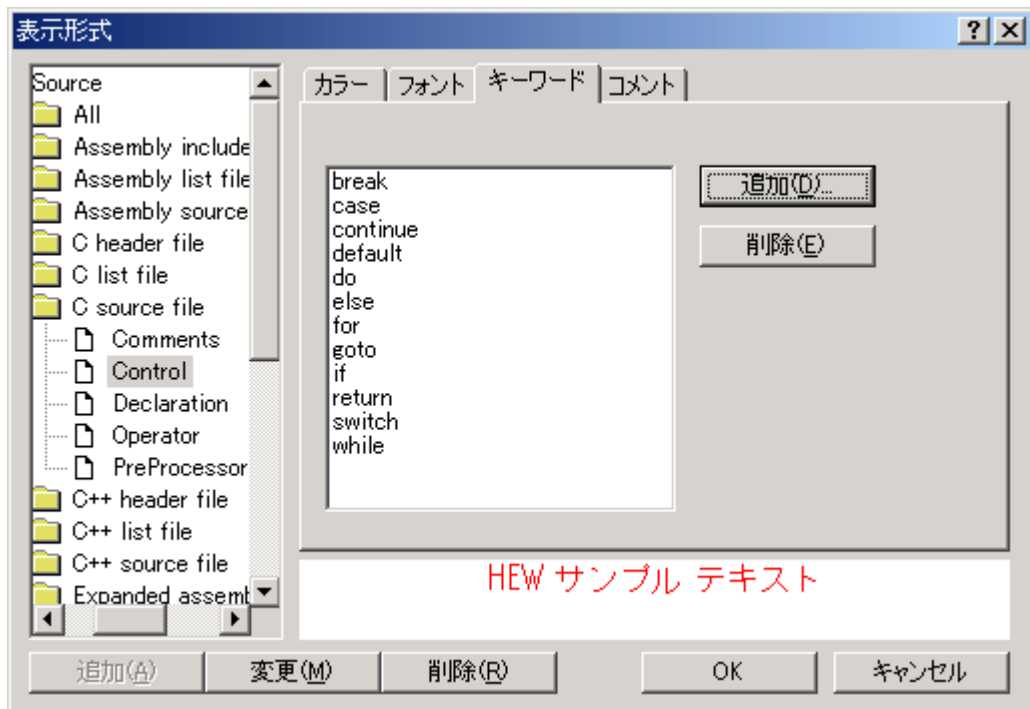 表示形式
Source
All
Assembly include
Assembly list file
Assembly source
C header file
C list file
C source file
Comments
Control
Declaration
Operator
PreProcessor
C++ header file
C++ list file
C++ source file
Expanded assemb
カラー フォント キーワード コメント
break
case
continue
default
do
else
for
goto
if
return
switch
while
追加(D)...
削除(E)
HEW サンプル テキスト
追加(A) 変更(M) 削除(R) OK キャンセル